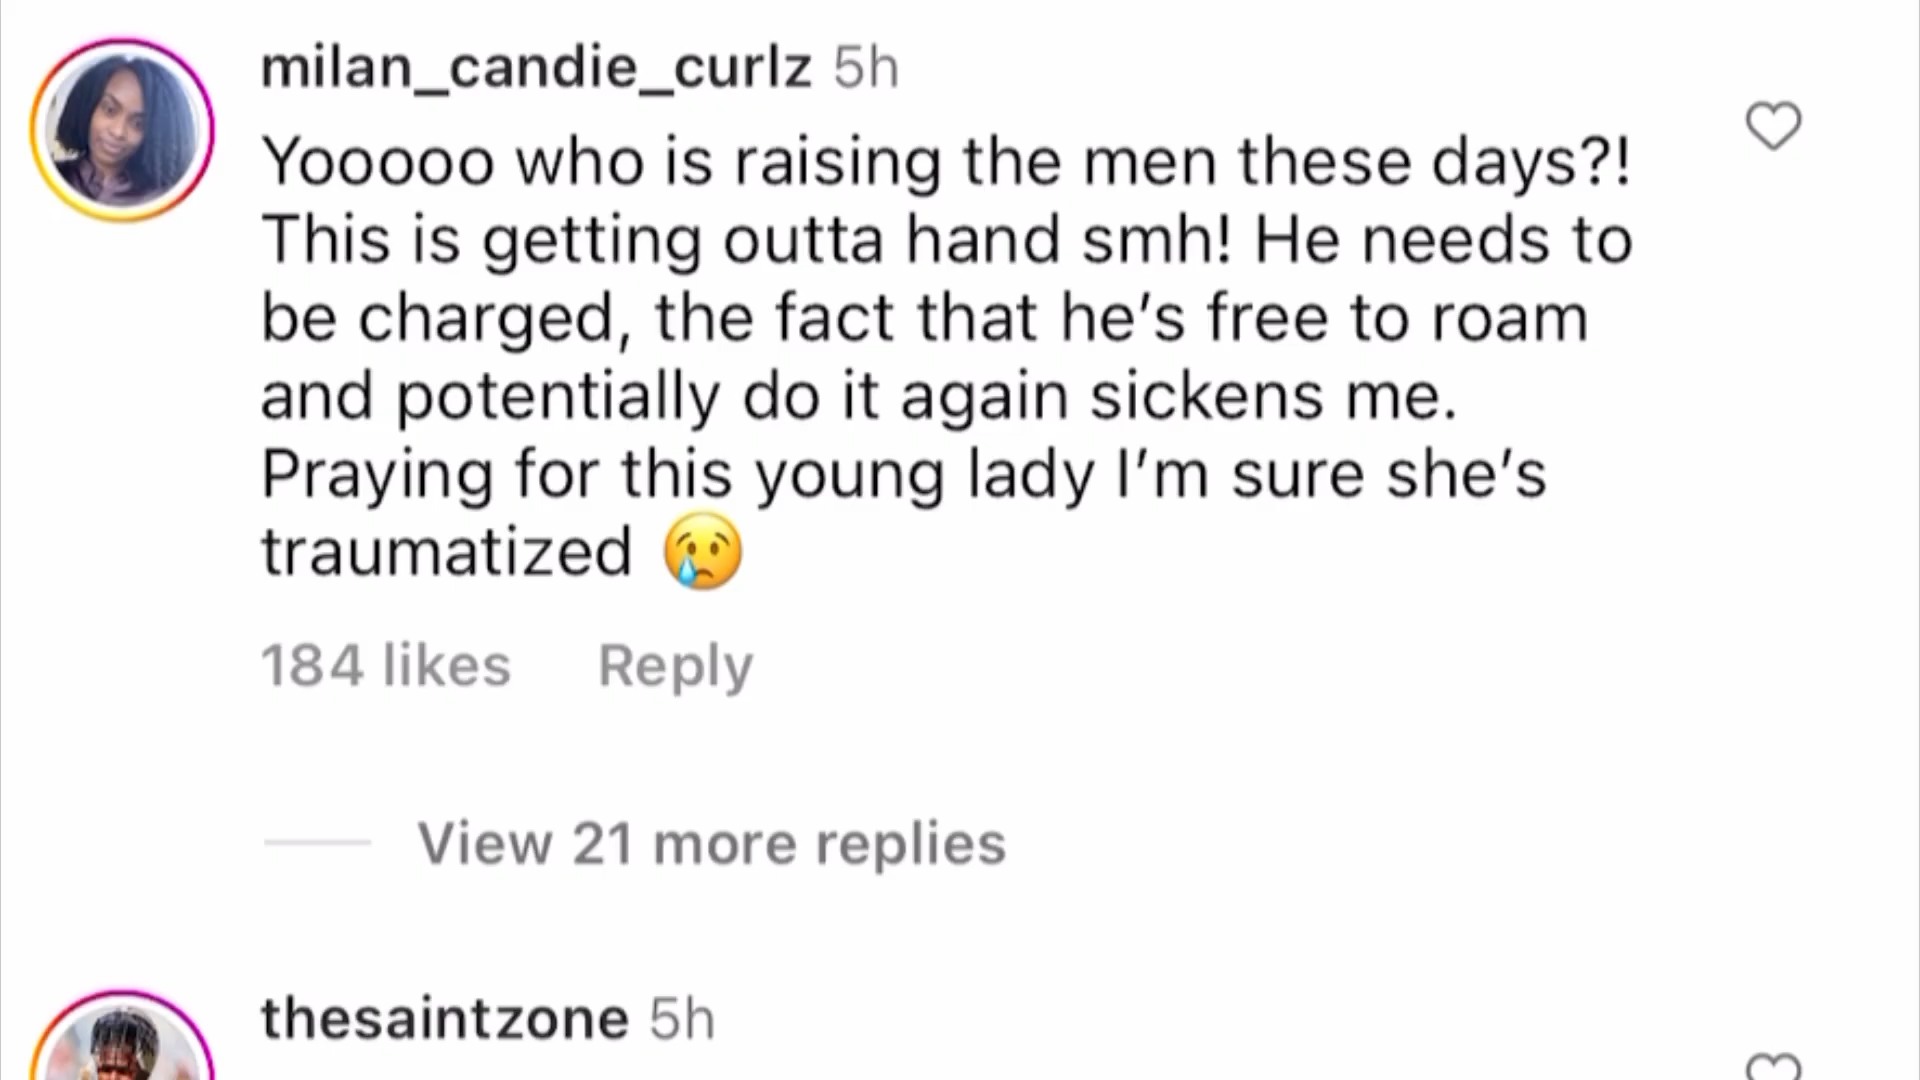 milan_candie_curlz 5h
Yooooo who is raising the men these days?!
This is getting outta hand smh! He needs to
be charged, the fact that he’s free to roam
and potentially do it again sickens me.
Praying for this young lady I’m sure she’s
traumatized 😢
184 likes Reply
View 21 more replies
thesaintzone 5h